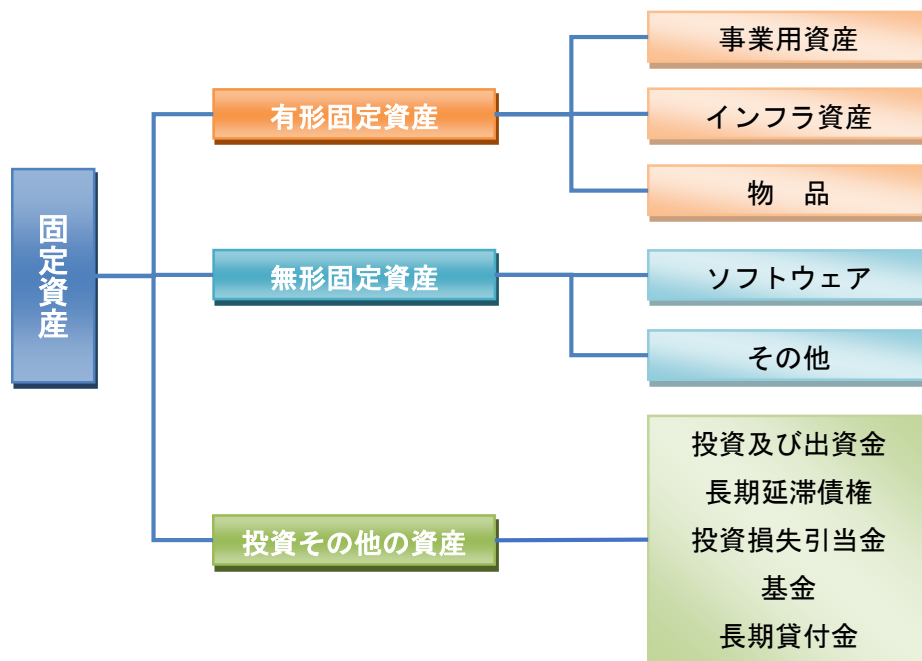 固定資産
有形固定資産
事業用資産
インフラ資産
物　品
無形固定資産
ソフトウェア
その他
投資その他の資産
投資及び出資金
長期延滞債権
投資損失引当金
基金
長期貸付金